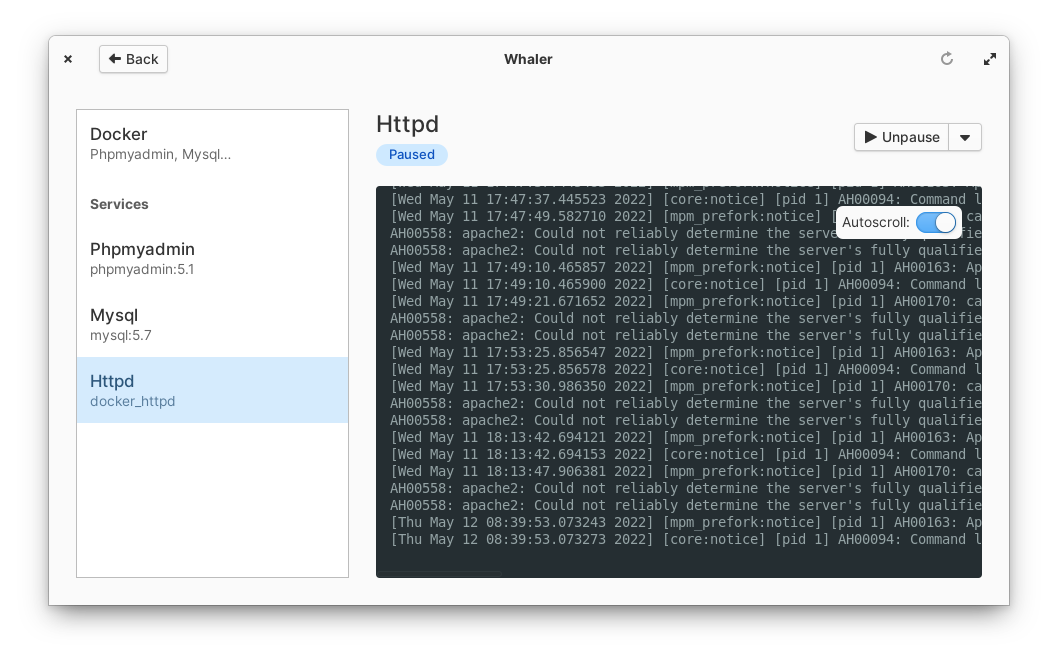 Back
Whaler
Docker
Phpmyadmin, Mysql...
Services
Phpmyadmin
phpmyadmin:5.1
Mysql
mysql:5.7
Httpd
docker_httpd
Httpd
Paused
Unpause
Autoscroll:
[Wed May 11 17:47:37.445523 2022] [core:notice] [pid 1] AH00094: Command l
[Wed May 11 17:49.582710 2022] [mpm_prefork:notice] [ ca
AH00558: apache2: Could not reliably determine the serve
AH00558: apache2: Could not reliably determine the server's fully qualifie
[Wed May 11 17:49:10.465857 2022] [mpm_prefork:notice] [pid 1] AH00163: Ap
[Wed May 11 17:49:10.465900 2022] [core:notice] [pid 1] AH00094: Command l
[Wed May 11 17:49:21.671652 2022] [mpm_prefork:notice] [pid 1] AH00170: ca
AH00558: apache2: Could not reliably determine the server's fully qualifie
AH00558: apache2: Could not reliably determine the server's fully qualifie
[Wed May 11 17:53:25.856547 2022] [mpm_prefork:notice] [pid 1] AH00163: Ap
[Wed May 11 17:53:25.856578 2022] [core:notice] [pid 1] AH00094: Command l
[Wed May 11 17:53:30.986350 2022] [mpm_prefork:notice] [pid 1] AH00170: ca
AH00558: apache2: Could not reliably determine the server's fully qualifie
AH00558: apache2: Could not reliably determine the server's fully qualifie
[Wed May 11 18:13:42.694121 2022] [mpm_prefork:notice] [pid 1] AH00163: Ap
[Wed May 11 18:13:42.694153 2022] [core:notice] [pid 1] AH00094: Command l
[Wed May 11 18:13:47.906381 2022] [mpm_prefork:notice] [pid 1] AH00170: ca
AH00558: apache2: Could not reliably determine the server's fully qualifie
AH00558: apache2: Could not reliably determine the server's fully qualifie
[Thu May 12 08:39:53.073243 2022] [mpm_prefork:notice] [pid 1] AH00163: Ap
[Thu May 12 08:39:53.073273 2022] [core:notice] [pid 1] AH00094: Command l